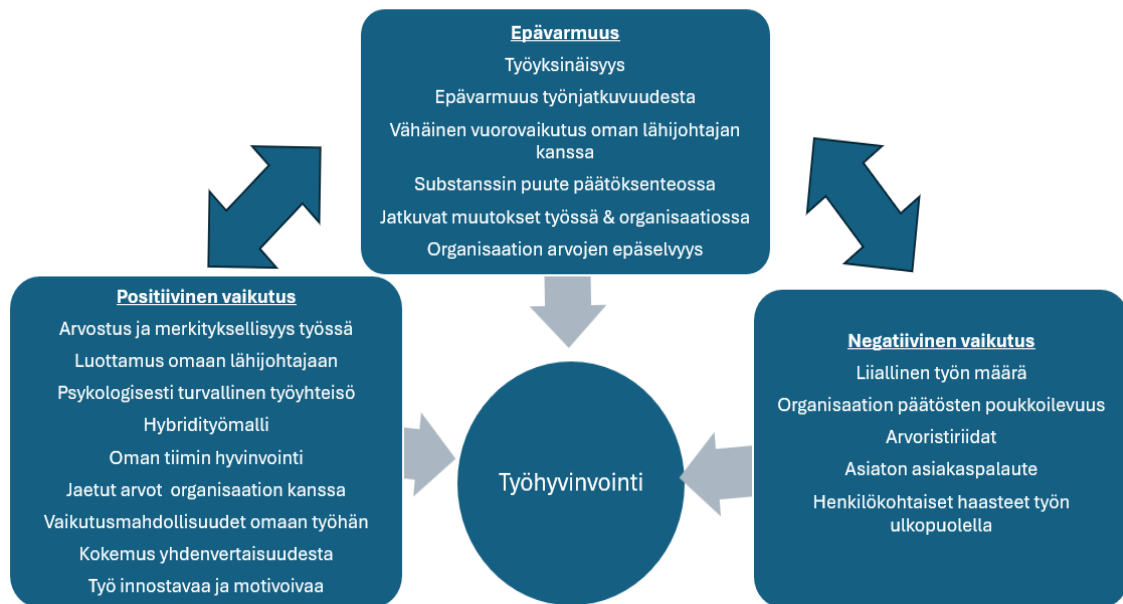 Epävarmuus
Työyksinäisyys
Epävarmuus työnjatkuvuudesta
Vähäinen vuorovaikutus oman lähijohtajan
kanssa
Substanssin puute päätöksenteossa
Jatkuvat muutokset työssä & organisaatiossa
Organisaation arvojen epäselvyys
Positiivinen vaikutus
Arvostus ja merkityksellisyys työssä
Luottamus omaan lähijohtajaan
Psykologisesti turvallinen työyhteisö
Hybridityömalli
Oman tiimin hyvinvointi
Jaetut arvot organisaation kanssa
Vaikutusmahdollisuudet omaan työhän
Kokemus yhdenvertaisuudesta
Työ innostavaa ja motivoivaa
Työhyvinvointi
Negatiivinen vaikutus
Liiallinen työn määrä
Organisaation päätösten poukkoilevuus
Arvoristiriidat
Asiaton asiakaspalaute
Henkilökohtaiset haasteet työn
ulkopuolella